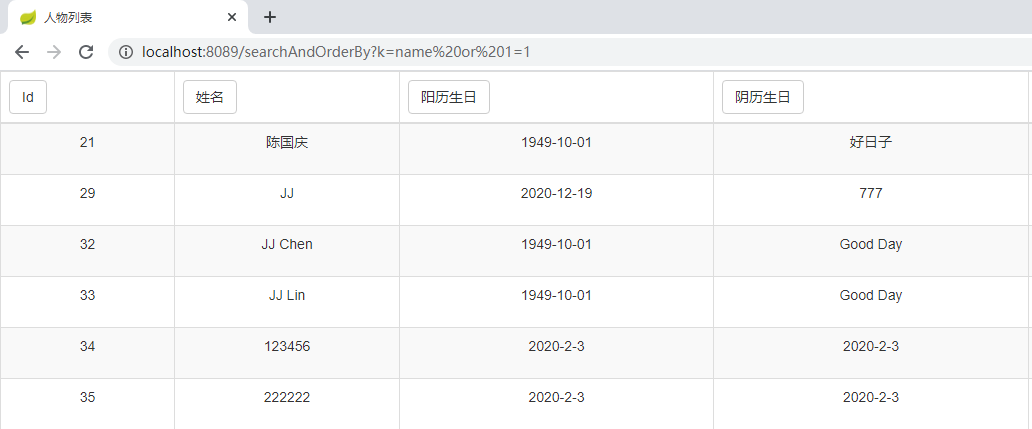 人物列表
localhost:8089/searchAndOrderBy?k=name%20or%201=1
Id 姓名 阳历生日 阴历生日
21 陈国庆 1949-10-01 好日子
29 JJ 2020-12-19 777
32 JJ Chen 1949-10-01 Good Day
33 JJ Lin 1949-10-01 Good Day
34 123456 2020-2-3 2020-2-3
35 222222 2020-2-3 2020-2-3